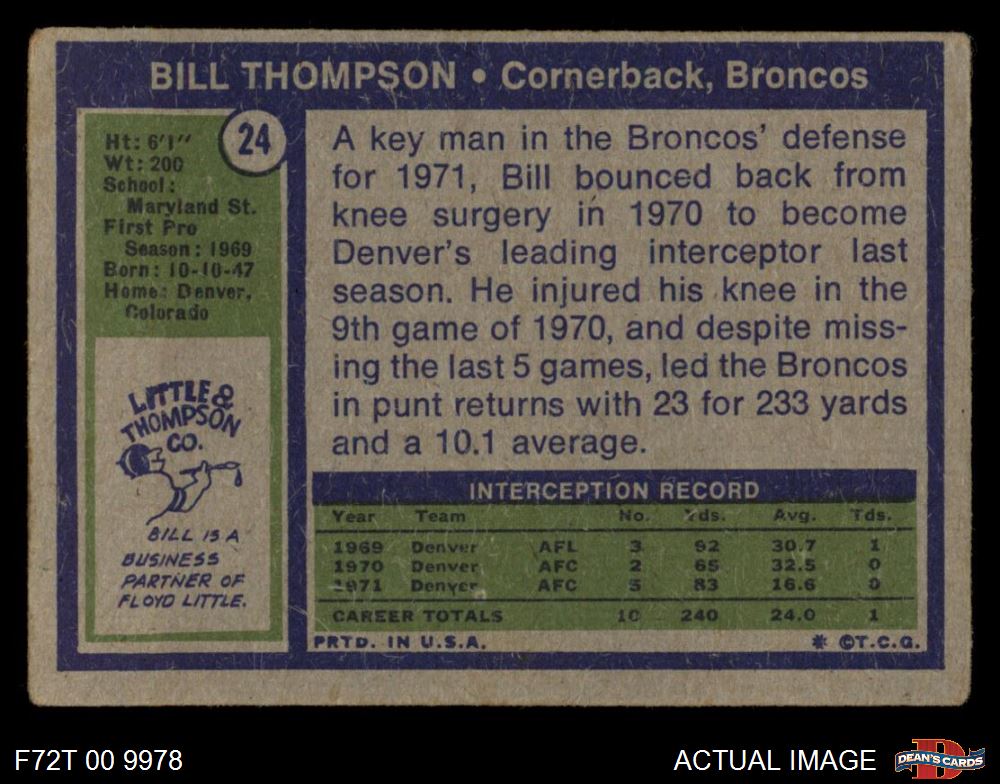 BILL THOMPSON • Cornerback, Broncos
24
Ht: 6'1"
Wt: 200
School:
Maryland St.
First Pro
Season: 1969
Born: 10-10-47
Home: Denver,
Colorado
LITTLE &
THOMPSON
CO.
BILL IS A
BUSINESS
PARTNER OF
FLOYD LITTLE.
A key man in the Broncos' defense
for 1971, Bill bounced back from
knee surgery in 1970 to become
Denver's leading interceptor last
season. He injured his knee in the
9th game of 1970, and despite miss-
ing the last 5 games, led the Broncos
in punt returns with 23 for 233 yards
and a 10.1 average.
INTERCEPTION RECORD
Year Team No. Yds. Avg. Tds.
1969 Denver AFL 3 92 30.7 1
1970 Denver AFC 2 65 32.5 0
1971 Denver AFC 5 83 16.6 0
CAREER TOTALS 10 240 24.0 1
PRTD. IN U.S.A. * ©T.C.G.
F72T 00 9978
ACTUAL IMAGE
DEAN'S CARDS